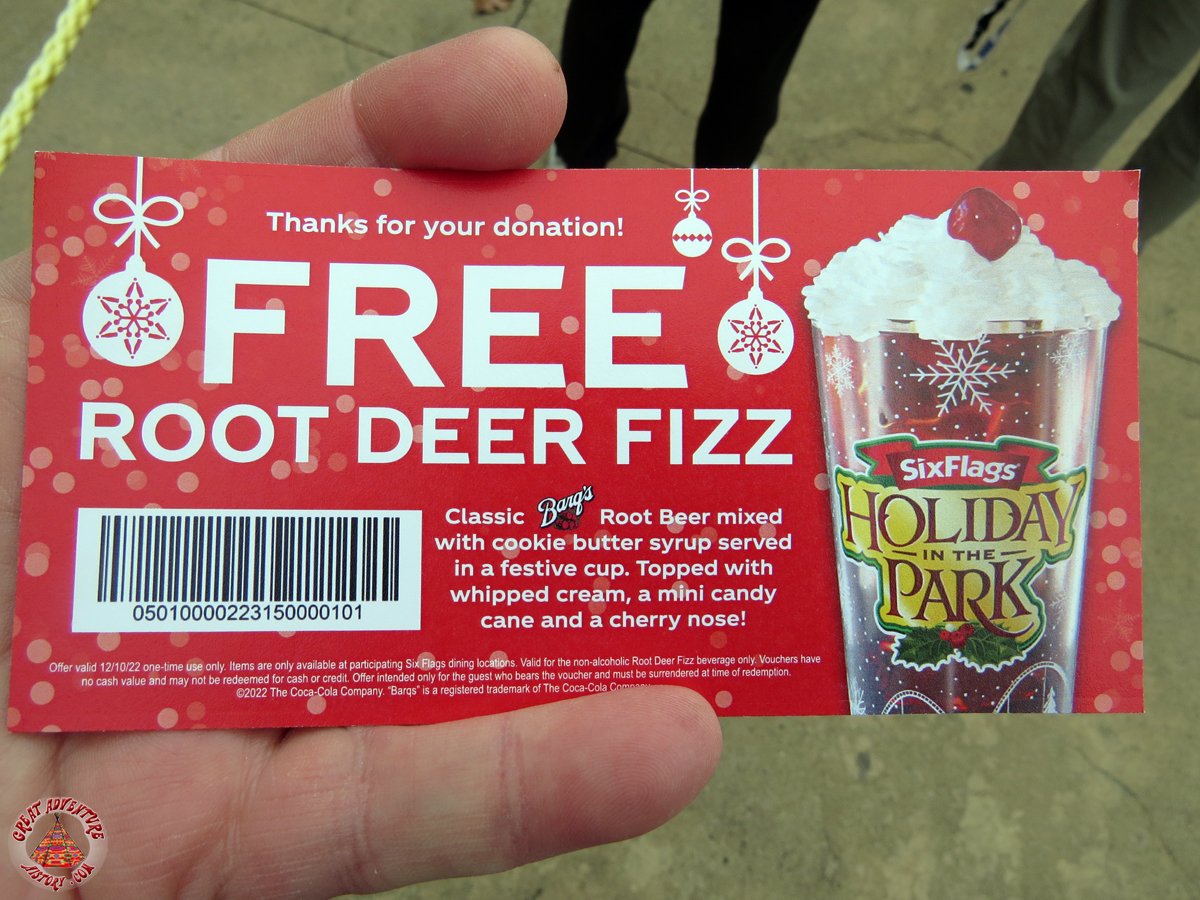 Thanks for your donation!
FREE
ROOT DEER FIZZ
05010000223150000101
Classic Barq's Root Beer mixed
with cookie butter syrup served
in a festive cup. Topped with
whipped cream, a mini candy
cane and a cherry nose!
Offer valid 12/10/22 one-time use only. Items are only available at participating Six Flags dining locations. Valid for the non-alcoholic Root Deer Fizz beverage only. Vouchers have
no cash value and may not be redeemed for cash or credit. Offer intended only for the guest who bears the voucher and must be surrendered at time of redemption.
©2022 The Coca-Cola Company. "Barqs" is a registered trademark of The Coca-Cola Company.
SixFlags
HOLIDAY
IN THE
PARK
GREAT ADVENTURE
HISTORY.COM